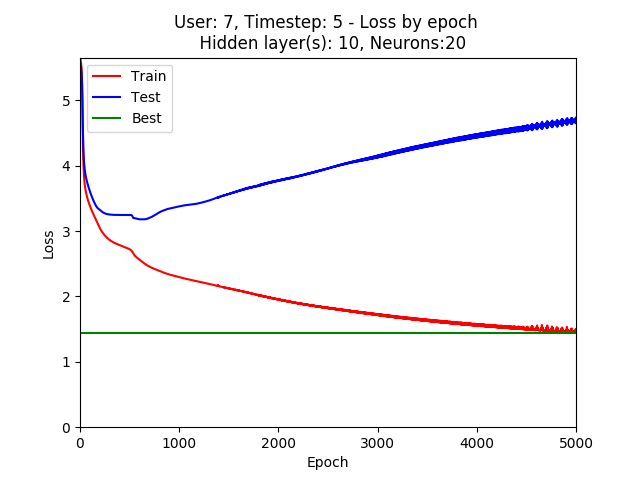 User: 7, Timestep: 5 - Loss by epoch
Hidden layer(s): 10, Neurons:20
Train
Test
Best
5
4
3
2
1
0
Loss
0 1000 2000 3000 4000 5000
Epoch